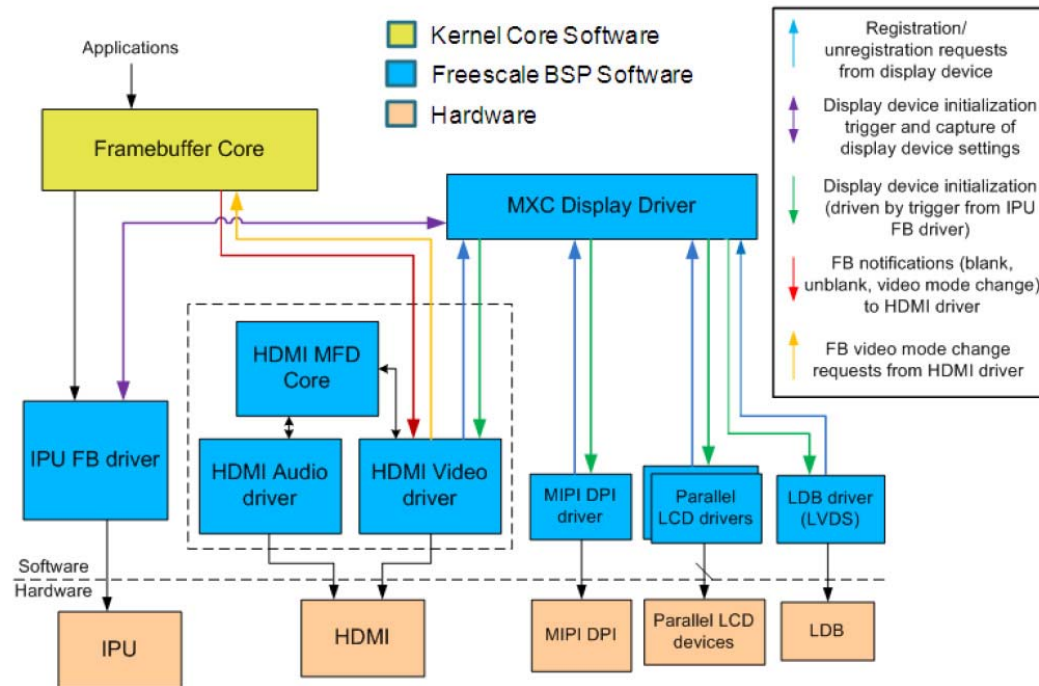 Applications
Kernel Core Software
Freescale BSP Software
Hardware
Registration/
unregistration requests
from display device
Display device initialization
trigger and capture of
display device settings
Display device initialization
(driven by trigger from IPU
FB driver)
FB notifications (blank,
unblank, video mode change)
to HDMI driver
FB video mode change
requests from HDMI driver
Framebuffer Core
MXC Display Driver
HDMI MFD
Core
IPU FB driver
HDMI Audio
driver
HDMI Video
driver
MIPI DPI
driver
Parallel
LCD drivers
LDB driver
(LVDS)
Software
Hardware
IPU
HDMI
MIPI DPI
Parallel LCD
devices
LDB